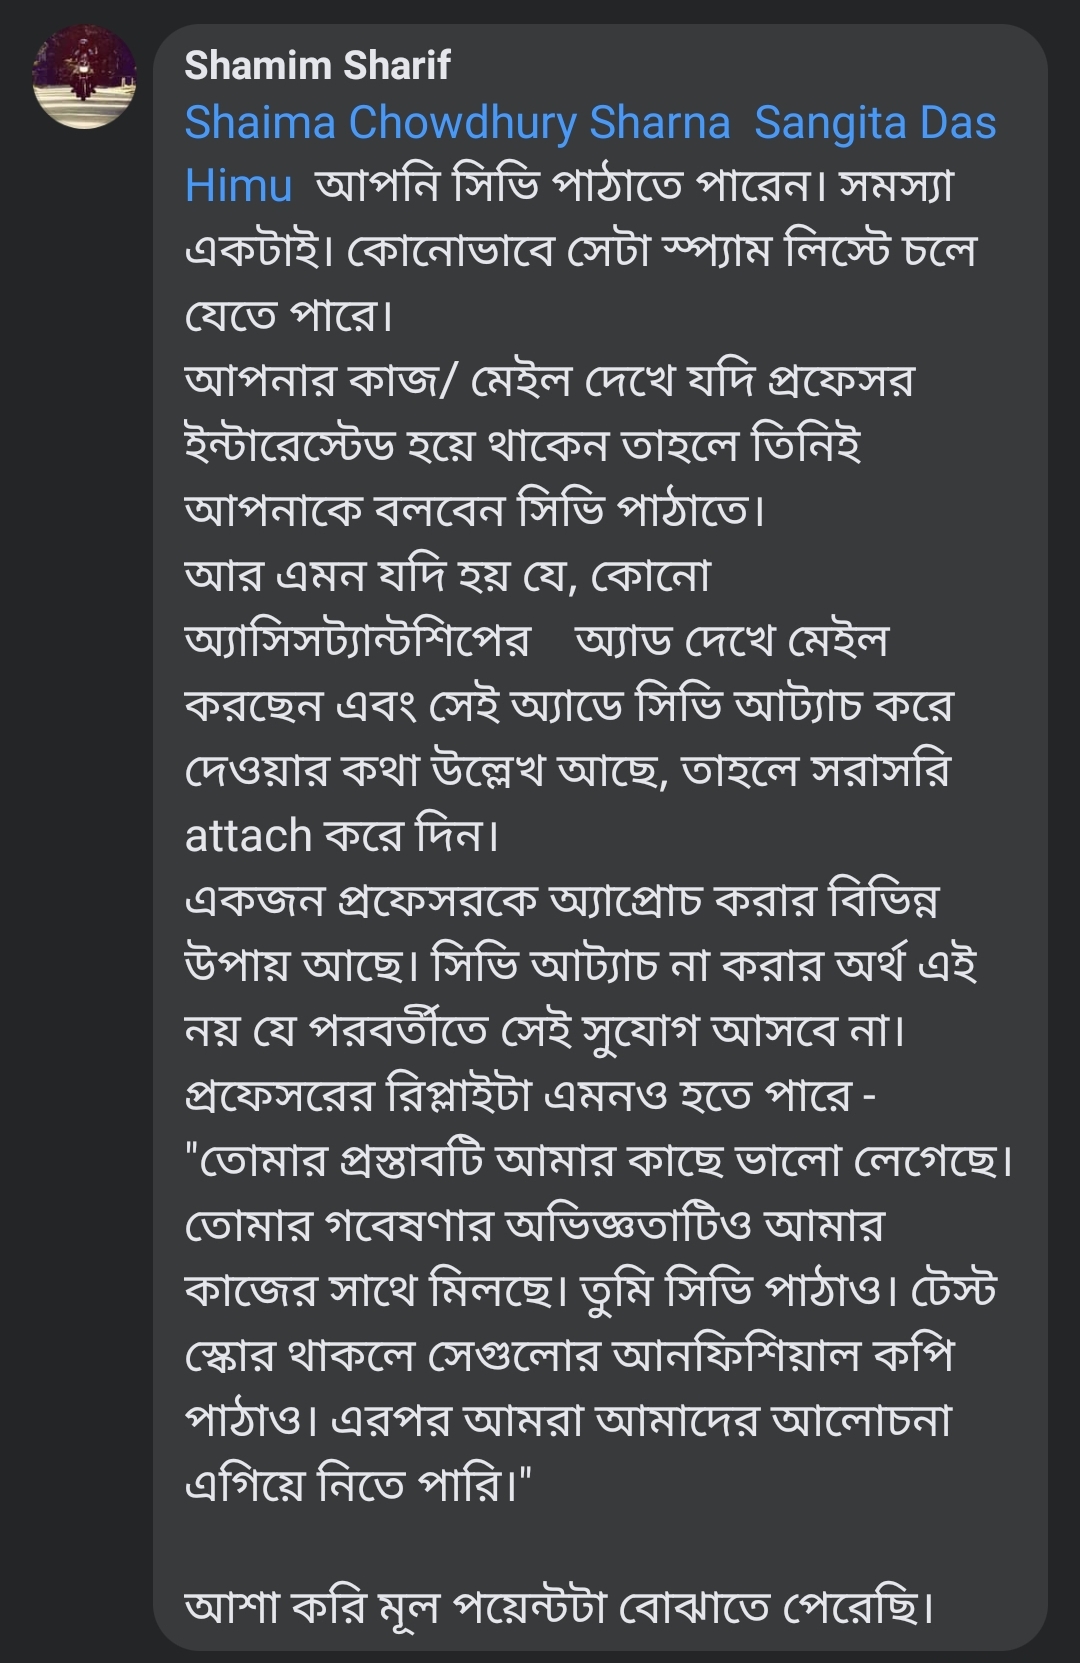 Shamim Sharif
Shaima Chowdhury Sharna  Sangita Das
Himu  আপনি সিভি পাঠাতে পারেন। সমস্যা
একটাই। কোনোভাবে সেটা স্প্যাম লিস্টে চলে
যেতে পারে।
আপনার কাজ/ মেইল দেখে যদি প্রফেসর
ইন্টারেস্টেড হয়ে থাকেন তাহলে তিনিই
আপনাকে বলবেন সিভি পাঠাতে।
আর এমন যদি হয় যে, কোনো
অ্যাসিসট্যান্টশিপের    অ্যাড দেখে মেইল
করছেন এবং সেই অ্যাডে সিভি আট্যাচ করে
দেওয়ার কথা উল্লেখ আছে, তাহলে সরাসরি
attach করে দিন।
একজন প্রফেসরকে অ্যাপ্রোচ করার বিভিন্ন
উপায় আছে। সিভি আট্যাচ না করার অর্থ এই
নয় যে পরবর্তীতে সেই সুযোগ আসবে না।
প্রফেসরের রিপ্লাইটা এমনও হতে পারে -
"তোমার প্রস্তাবটি আমার কাছে ভালো লেগেছে।
তোমার গবেষণার অভিজ্ঞতাটিও আমার
কাজের সাথে মিলছে। তুমি সিভি পাঠাও। টেস্ট
স্কোর থাকলে সেগুলোর আনফিশিয়াল কপি
পাঠাও। এরপর আমরা আমাদের আলোচনা
এগিয়ে নিতে পারি।"
আশা করি মূল পয়েন্টটা বোঝাতে পেরেছি।